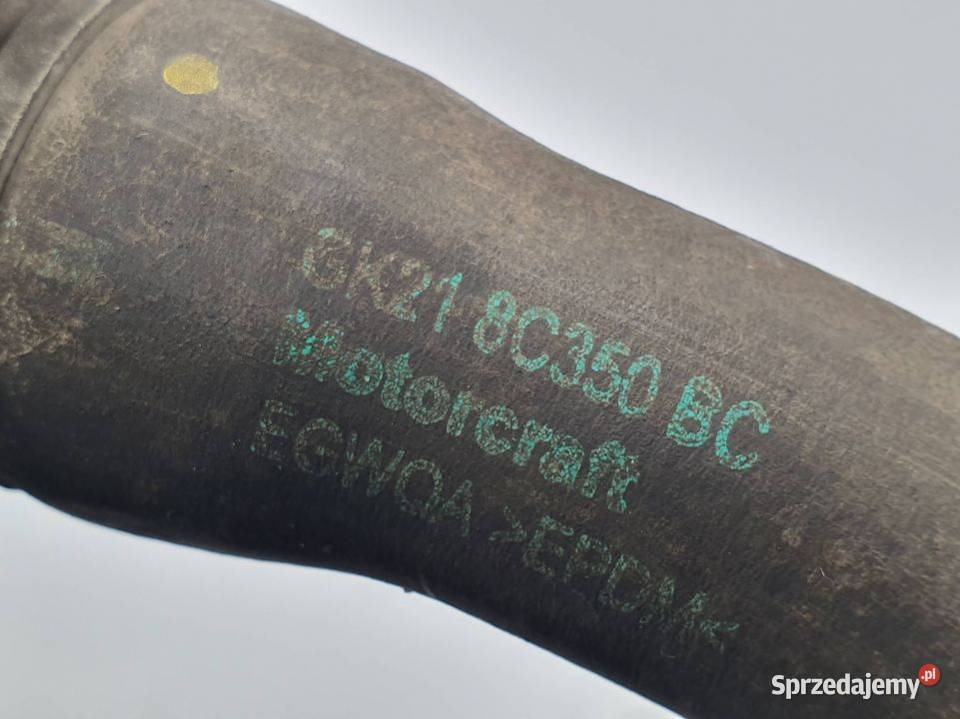 GK21 8C350 BC
Motorcraft
EGWQA >EPDM<
Sprzedajemy.pl